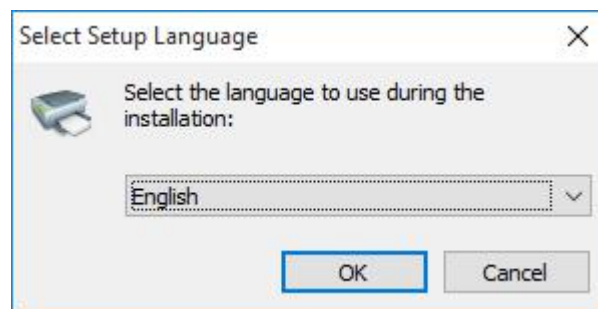 Select Setup Language
Select the language to use during the
installation:
English
OK
Cancel